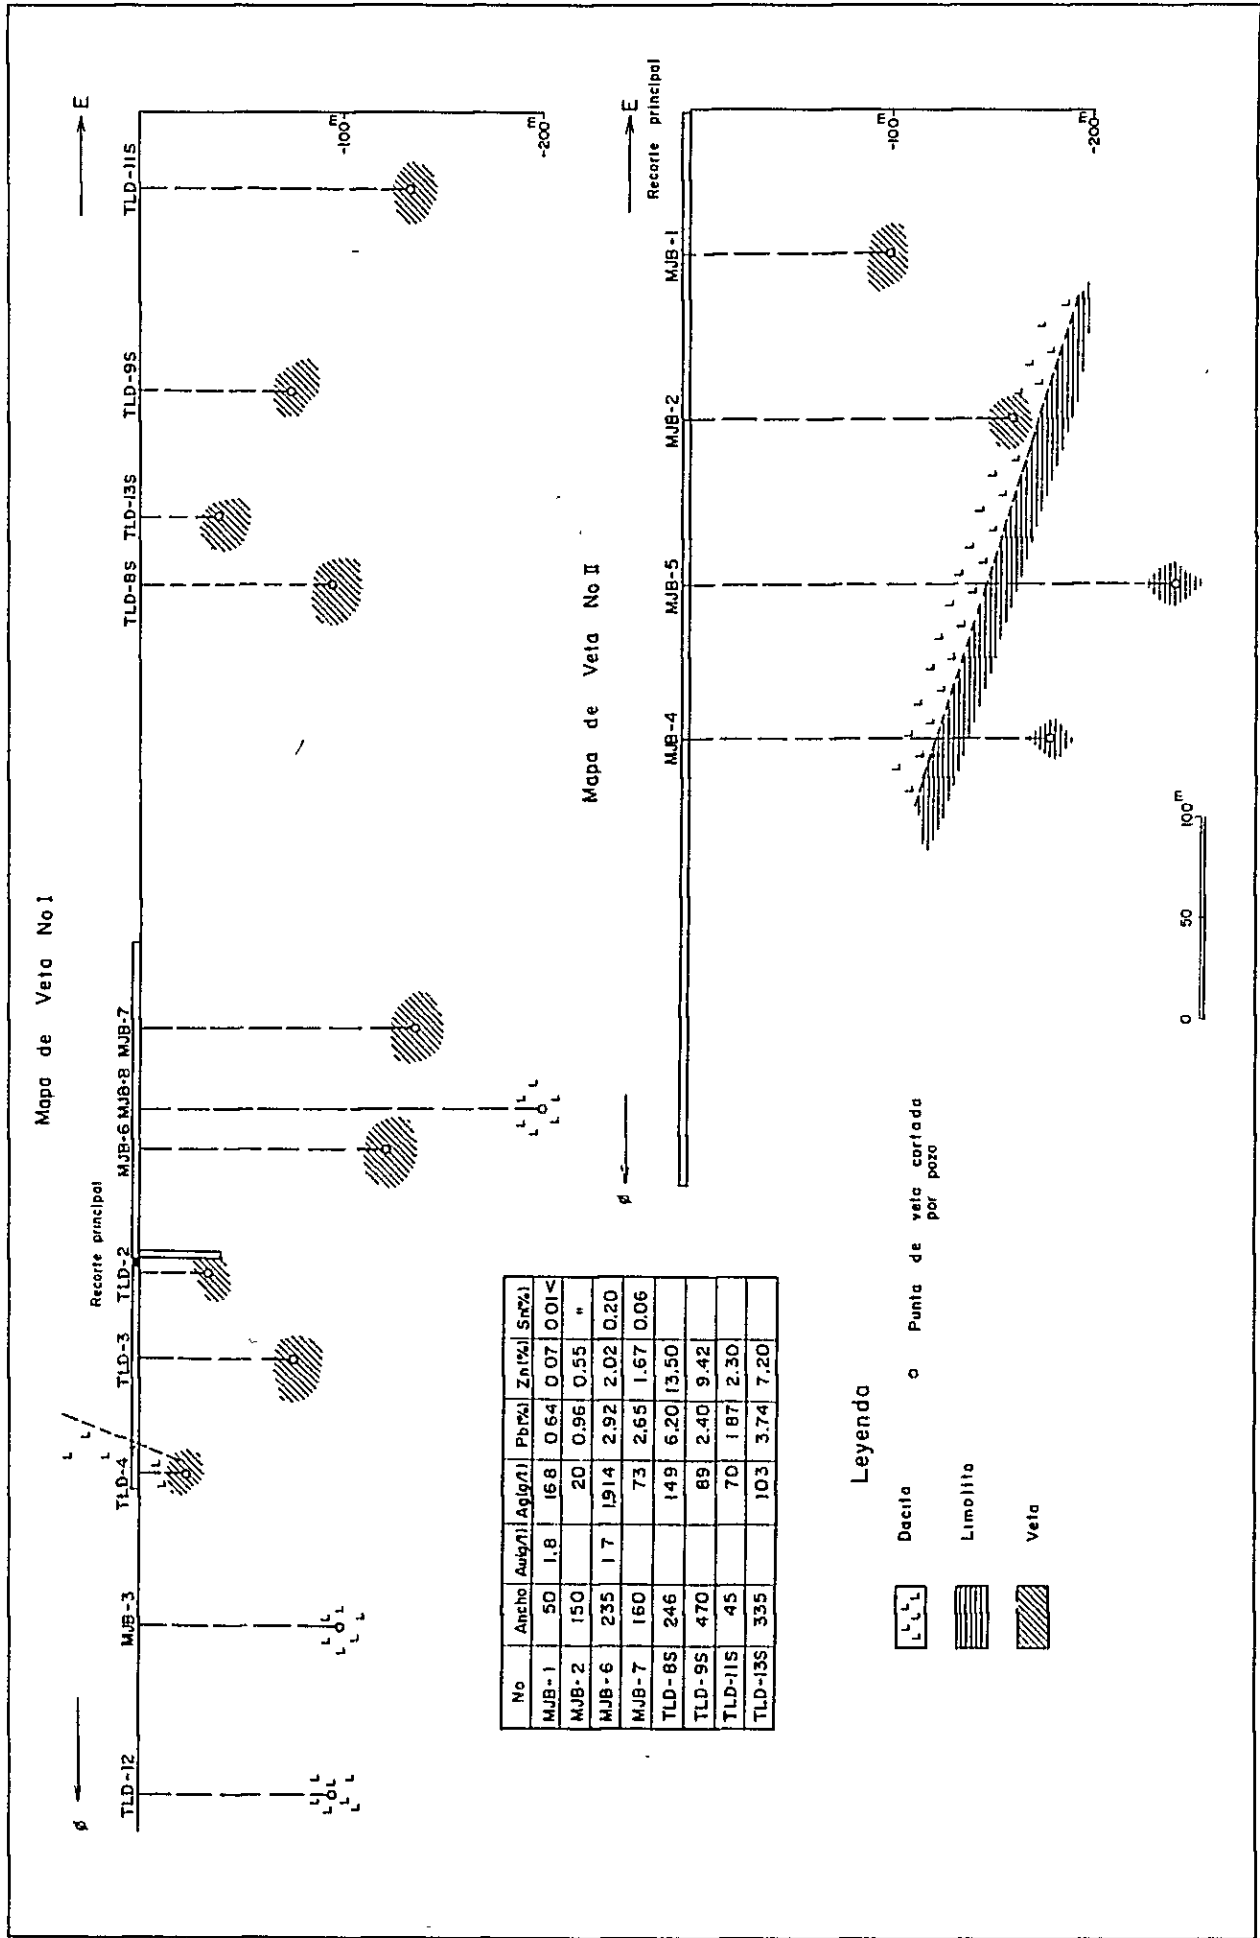 Mapa de Veta No I
ø
E
TLD-12
MJB-3
TLD-4
TLD-3
TLD-2
Recorte principal
MJB-6
MJB-8
MJB-7
TLD-8S
TLD-13S
TLD-9S
TLD-11S
m
-100
m
-200
L L L L L L L
L L L L L L
L L L L L
L L L L L L
No Ancho Au(g/T) Ag(g/T) Pb(%) Zn(%) Sn(%)
MJB-1 50 1.8 168 0.64 0.07 0.01<
MJB-2 150 20 0.96 0.55 "
MJB-6 235 1.7 1,914 2.92 2.02 0.20
MJB-7 160 73 2.65 1.67 0.06
TLD-8S 246 149 6.20 13.50
TLD-9S 470 89 2.40 9.42
TLD-11S 45 70 1.87 2.30
TLD-13S 335 103 3.74 7.20
Mapa de Veta No II
ø
E
Recorte principal
MJB-4
MJB-5
MJB-2
MJB-1
m
-100
m
-200
Leyenda
L L L L L L Dacita
Limolita
Veta
o Punta de veta cortada
por pozo
0 50 100m